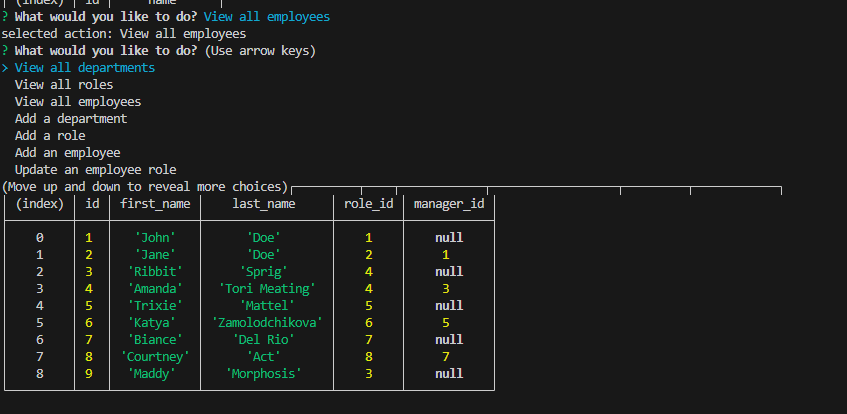 (index) id name
? What would you like to do? View all employees
selected action: View all employees
? What would you like to do? (Use arrow keys)
> View all departments
View all roles
View all employees
Add a department
Add a role
Add an employee
Update an employee role
(Move up and down to reveal more choices)
(index) id first_name last_name role_id manager_id
0 1 'John' 'Doe' 1 null
1 2 'Jane' 'Doe' 2 1
2 3 'Ribbit' 'Sprig' 4 null
3 4 'Amanda' 'Tori Meating' 4 3
4 5 'Trixie' 'Mattel' 5 null
5 6 'Katya' 'Zamolodchikova' 6 5
6 7 'Biance' 'Del Rio' 7 null
7 8 'Courtney' 'Act' 8 7
8 9 'Maddy' 'Morphosis' 3 null